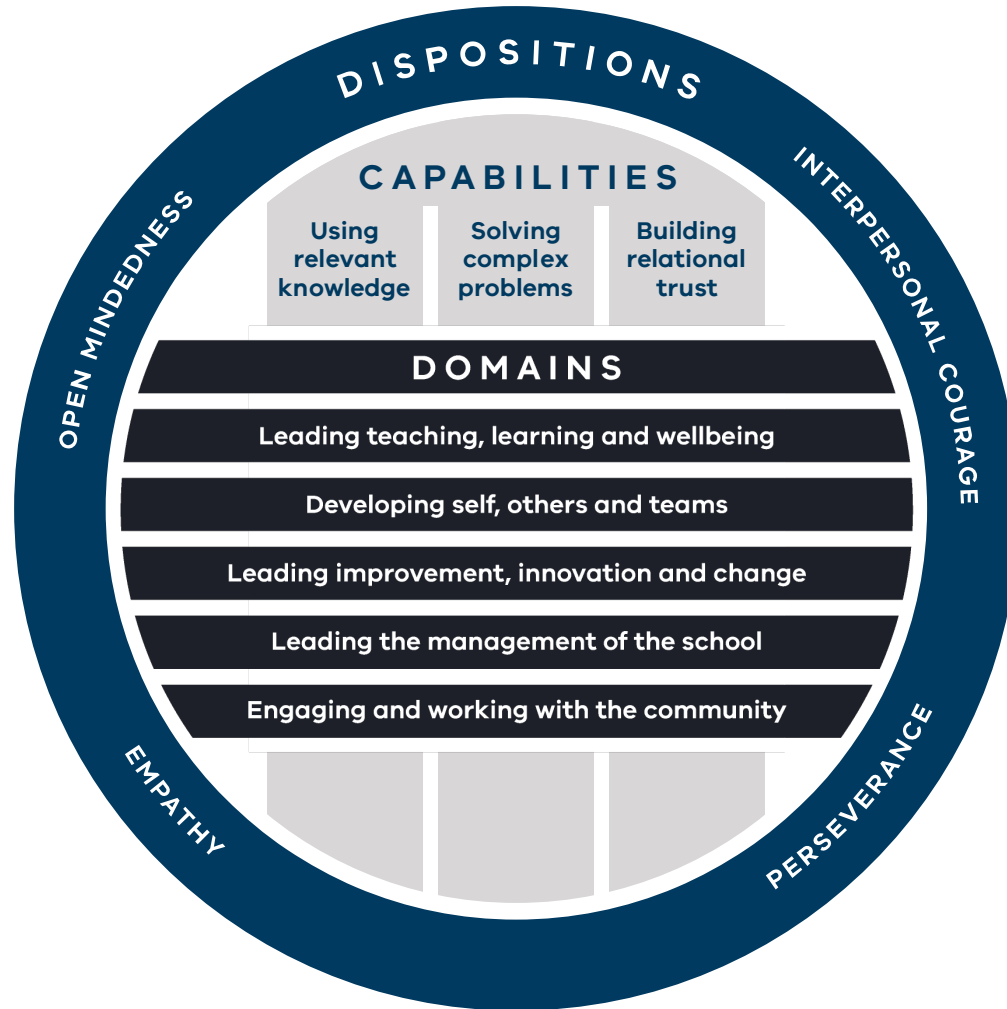 DISPOSITIONS
OPEN MINDEDNESS
INTERPERSONAL COURAGE
CAPABILITIES
Using
relevant
knowledge
Solving
complex
problems
Building
relational
trust
DOMAINS
Leading teaching, learning and wellbeing
Developing self, others and teams
Leading improvement, innovation and change
Leading the management of the school
Engaging and working with the community
EMPATHY
PERSEVERANCE